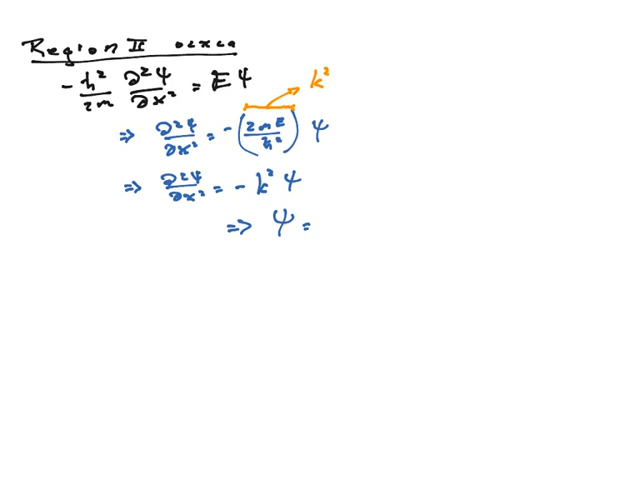 Region II 0<x<a
-ħ²/2m ∂²Ψ/∂x² = EΨ
k²
=> ∂²Ψ/∂x² = -(2mE/ħ²) Ψ
=> ∂²Ψ/∂x² = - k² Ψ
=> Ψ =